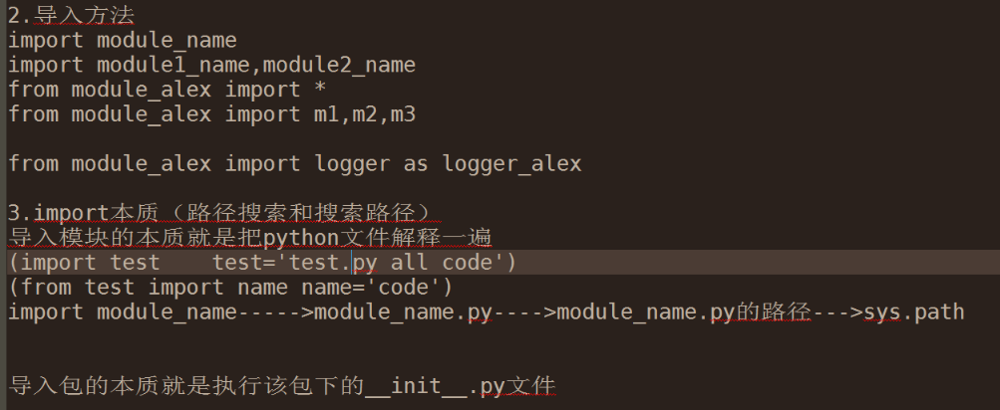 2.导入方法
import module_name
import module1_name,module2_name
from module_alex import *
from module_alex import m1,m2,m3
from module_alex import logger as logger_alex
3.import本质（路径搜索和搜索路径）
导入模块的本质就是把python文件解释一遍
(import test    test='test.py all code')
(from test import name name='code')
import module_name----->module_name.py---->module_name.py的路径--->sys.path
导入包的本质就是执行该包下的__init__.py文件